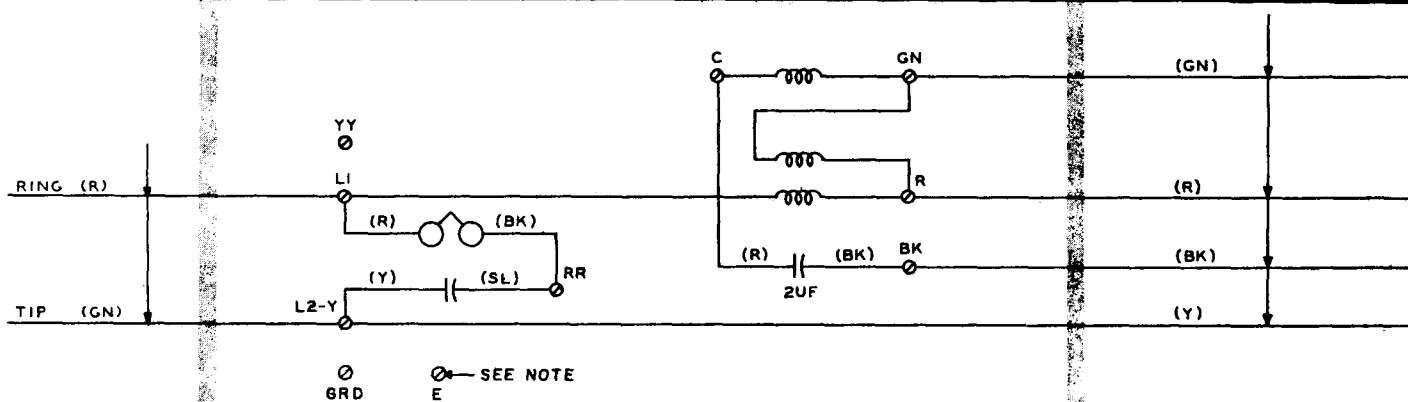 C
GN
(GN)
YY
L1
RING (R)
R
(R)
(R)
(BK)
RR
(R)
(BK)
BK
(BK)
2UF
(Y)
(SL)
L2-Y
TIP (GN)
(Y)
GRD
E
SEE NOTE